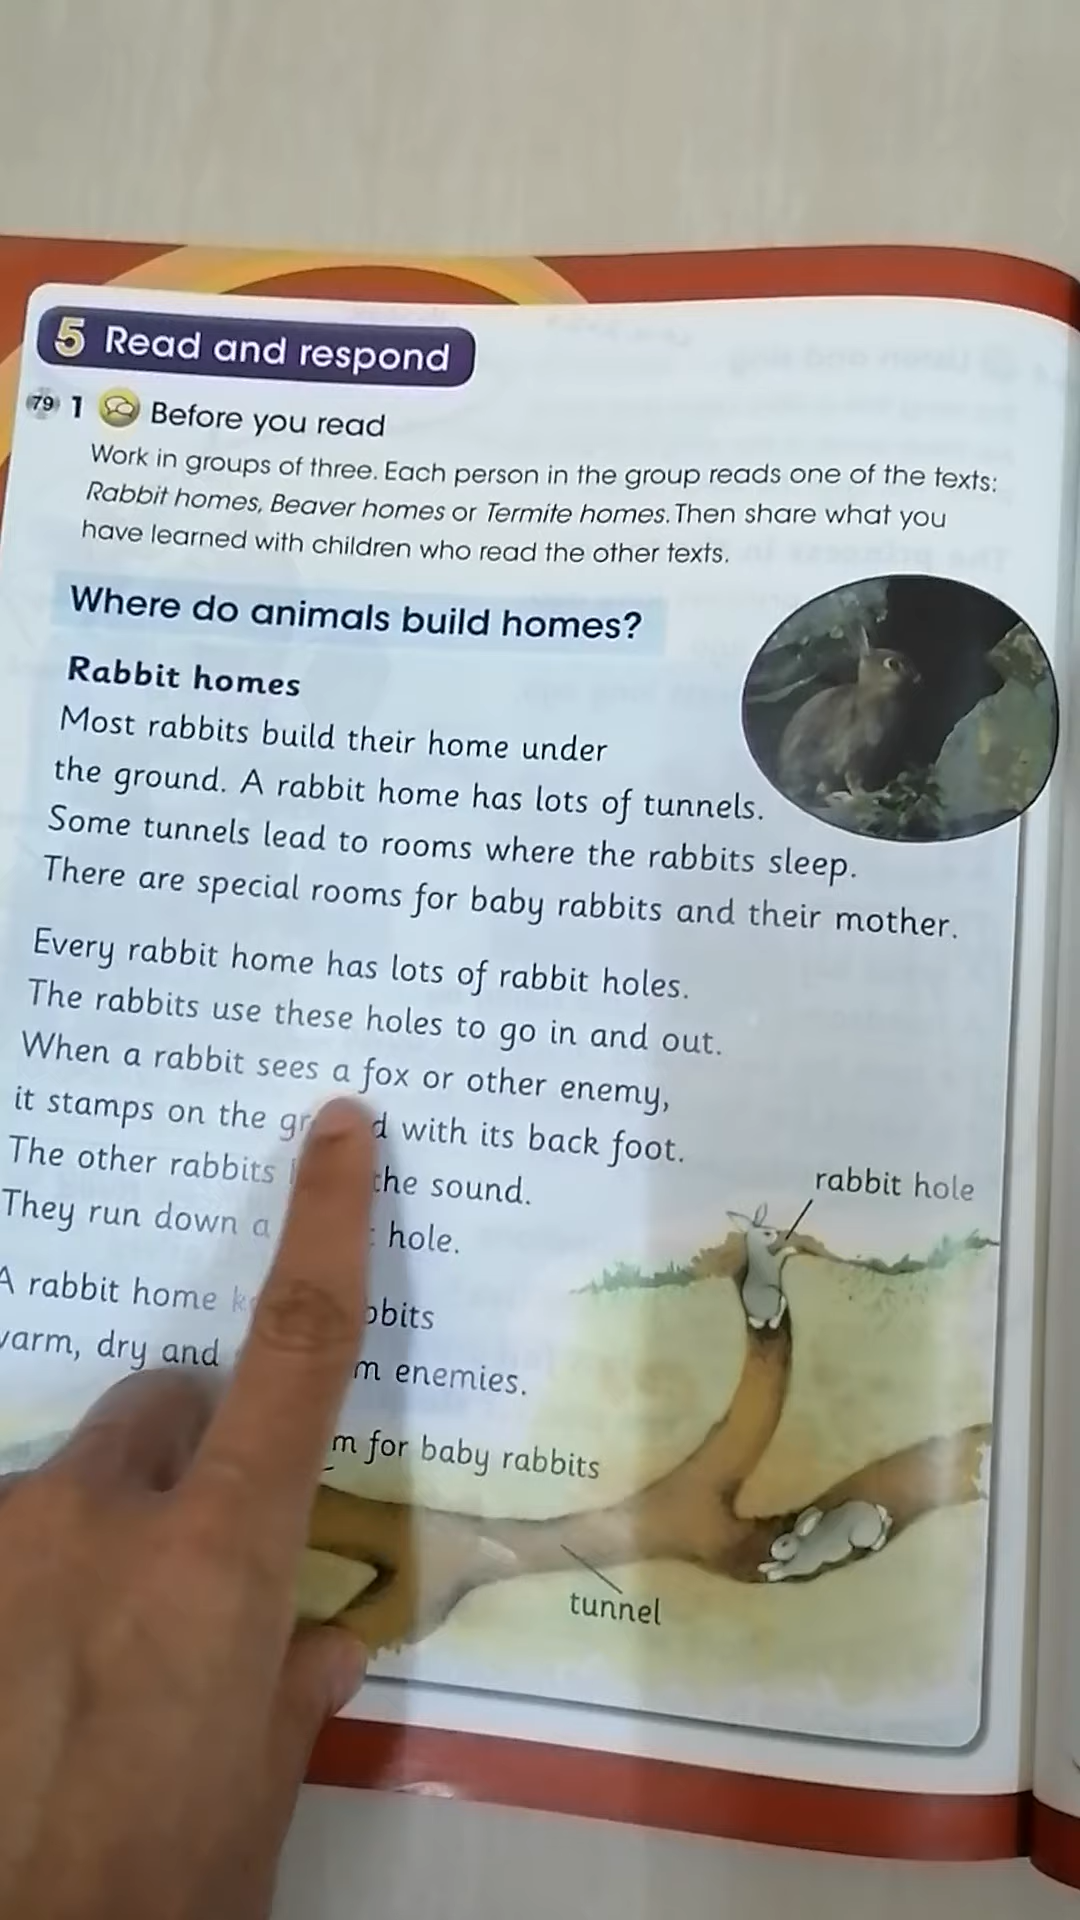 5 Read and respond
79 1 Before you read
Work in groups of three. Each person in the group reads one of the texts:
Rabbit homes, Beaver homes or Termite homes. Then share what you
have learned with children who read the other texts.
Where do animals build homes?
Rabbit homes
Most rabbits build their home under
the ground. A rabbit home has lots of tunnels.
Some tunnels lead to rooms where the rabbits sleep.
There are special rooms for baby rabbits and their mother.
Every rabbit home has lots of rabbit holes.
The rabbits use these holes to go in and out.
When a rabbit sees a fox or other enemy,
it stamps on the with its back foot.
The other rabbits the sound.
They run down a hole.
rabbit hole
A rabbit home
warm, dry and enemies.
for baby rabbits
tunnel